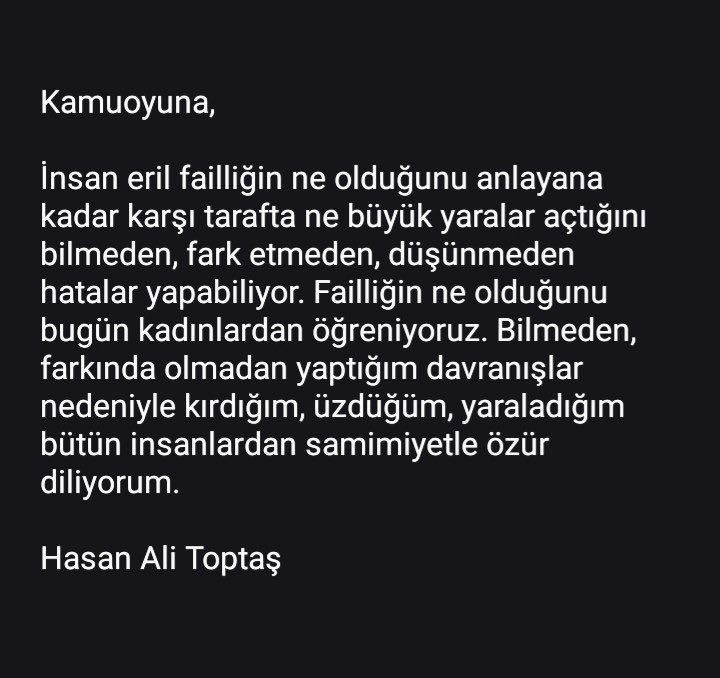 Kamuoyuna,
İnsan eril failliğin ne olduğunu anlayana
kadar karşı tarafta ne büyük yaralar açtığını
bilmeden, fark etmeden, düşünmeden
hatalar yapabiliyor. Failliğin ne olduğunu
bugün kadınlardan öğreniyoruz. Bilmeden,
farkında olmadan yaptığım davranışlar
nedeniyle kırdığım, üzdüğüm, yaraladığım
bütün insanlardan samimiyetle özür
diliyorum.
Hasan Ali Toptaş